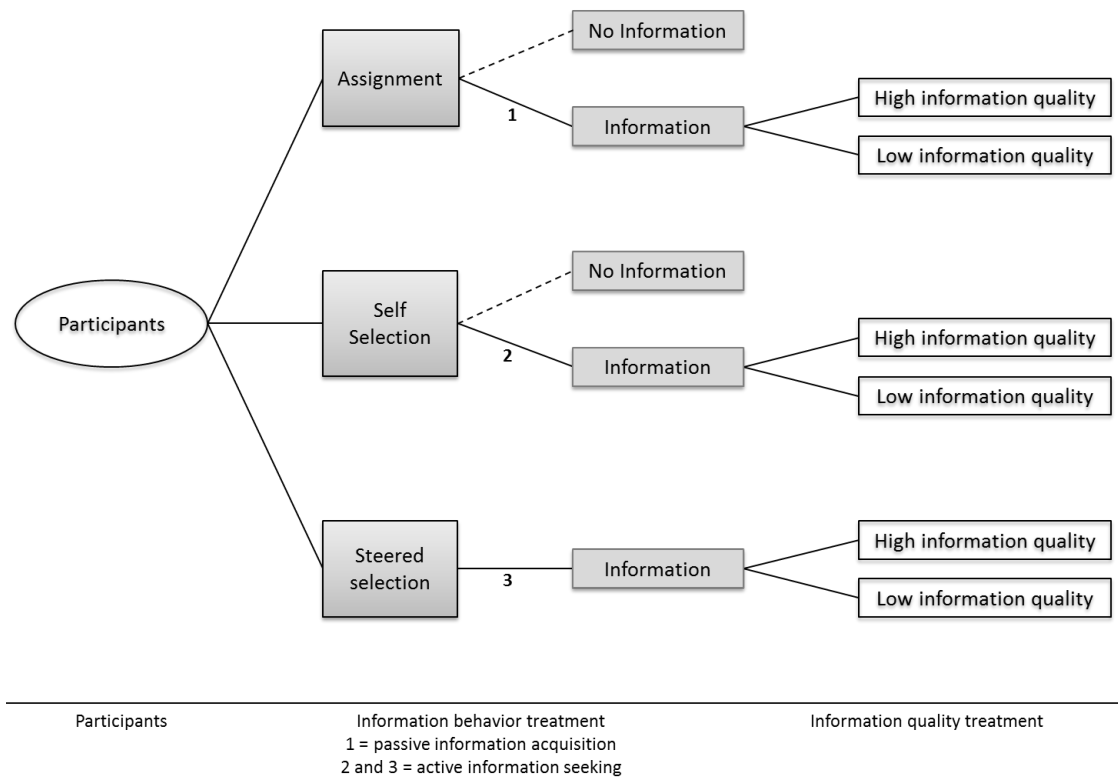 No Information
Assignment
1
Information
High information quality
Low information quality
No Information
Participants
Self
Selection
2
Information
High information quality
Low information quality
Steered
selection
3
Information
High information quality
Low information quality
Participants
Information behavior treatment
1 = passive information acquisition
2 and 3 = active information seeking
Information quality treatment